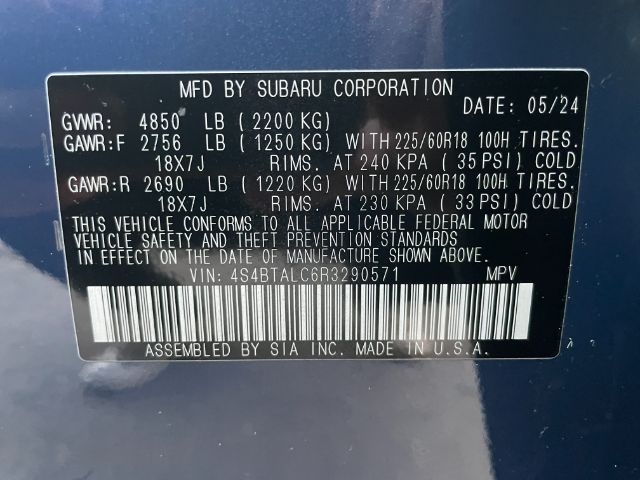 MFD BY SUBARU CORPORATION
DATE: 05/24
GVWR: 4850 LB (2200 KG)
GAWR:F 2756 LB (1250 KG) WITH 225/60R18 100H TIRES.
18X7J RIMS. AT 240 KPA (35 PSI) COLD
GAWR:R 2690 LB (1220 KG) WITH 225/60R18 100H TIRES.
18X7J RIMS. AT 230 KPA (33 PSI) COLD
THIS VEHICLE CONFORMS TO ALL APPLICABLE FEDERAL MOTOR
VEHICLE SAFETY AND THEFT PREVENTION STANDARDS
IN EFFECT ON THE DATE OF MANUFACTURE SHOWN ABOVE.
VIN: 4S4BTALC6R3290571 MPV
ASSEMBLED BY SIA INC. MADE IN U.S.A.